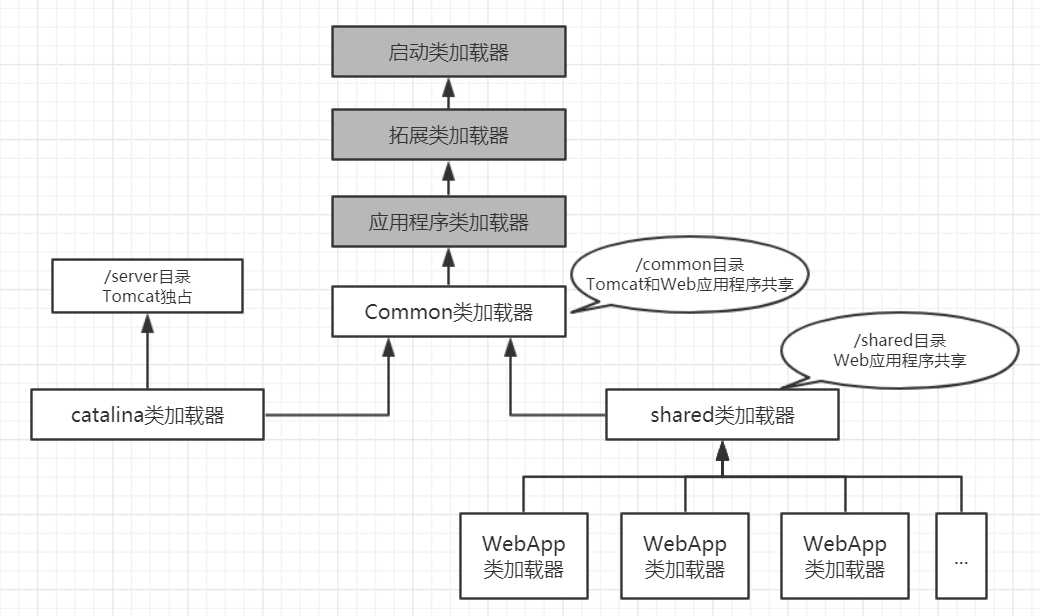 启动类加载器
拓展类加载器
应用程序类加载器
/server目录
Tomcat独占
Common类加载器
/common目录
Tomcat和Web应用程序共享
/shared目录
Web应用程序共享
catalina类加载器
shared类加载器
WebApp
类加载器
WebApp
类加载器
WebApp
类加载器
...